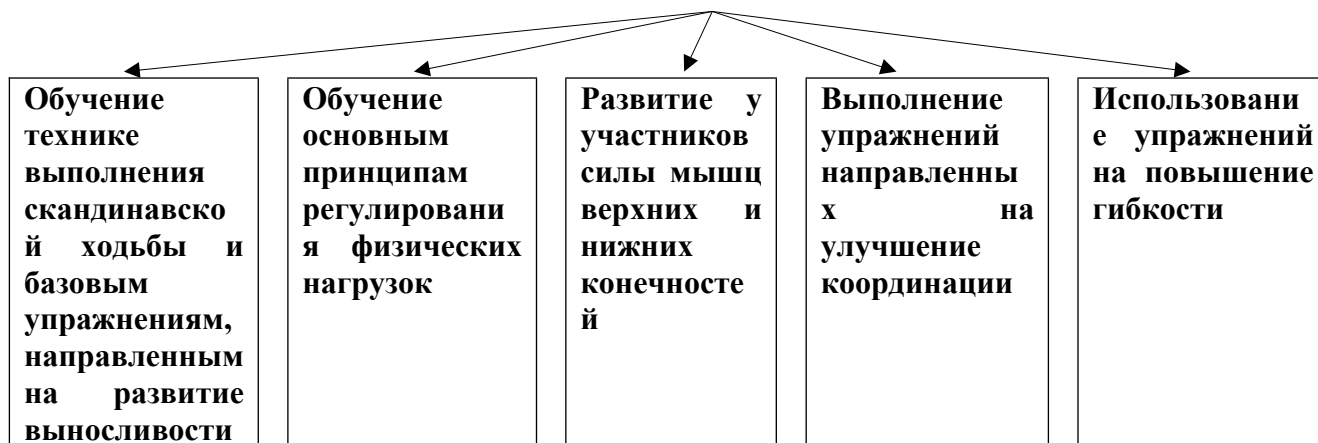 Обучение
технике
выполнения
скандинавско
й ходьбы и
базовым
упражнениям,
направленным
на развитие
выносливости
Обучение
основным
принципам
регулировани
я физических
нагрузок
Развитие у
участников
силы мышц
верхних и
нижних
конечносте
й
Выполнение
упражнений
направленны
х на
улучшение
координации
Использовани
е упражнений
на повышение
гибкости